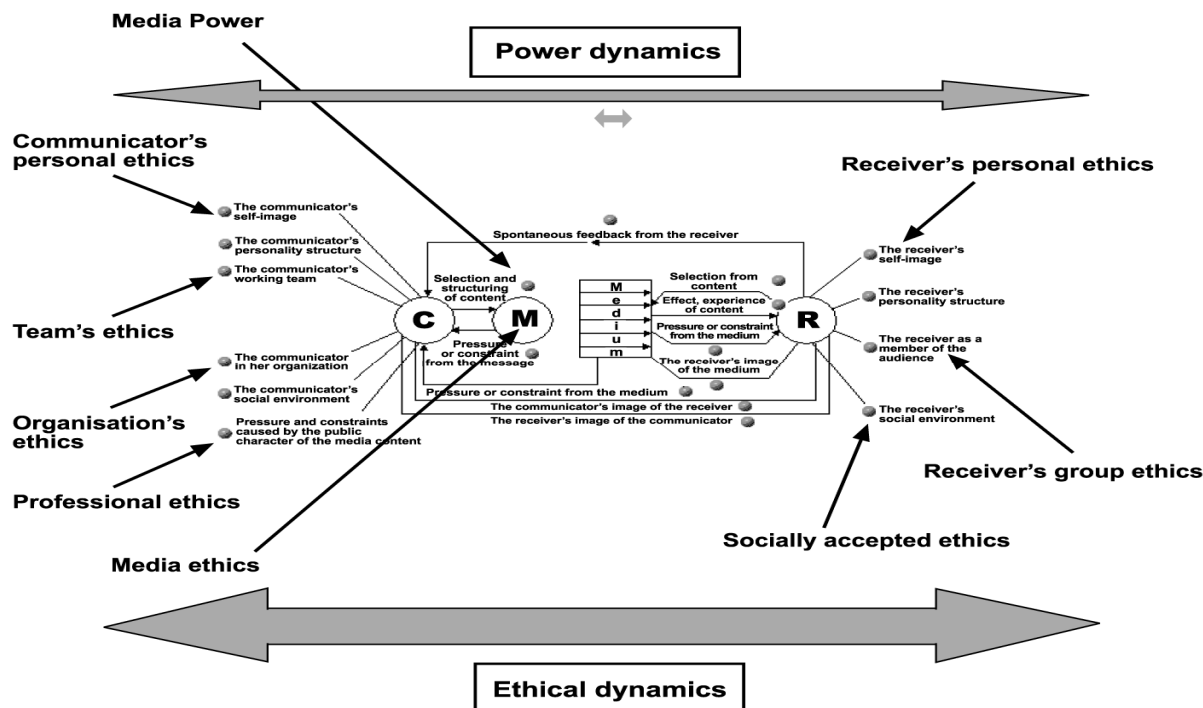 Media Power
Power dynamics
Communicator's
personal ethics
Receiver's personal ethics
The communicator's
self-image
The communicator's
personality structure
The communicator's
working team
Team's ethics
The communicator
in her organization
The communicator's
social environment
Organisation's
ethics
Pressure and constraints
caused by the public
character of the media content
Professional ethics
Media ethics
Spontaneous feedback from the receiver
Selection and
structuring
of content
C
M
Pressure
or constraint
from the message
M
e
d
i
u
m
Selection from
content
Effect, experience
of content
Pressure or constraint
from the medium
The receiver's image
of the medium
R
Pressure or constraint from the medium
The communicator's image of the receiver
The receiver's image of the communicator
The receiver's
self-image
The receiver's
personality structure
The receiver as a
member of the
audience
The receiver's
social environment
Receiver's group ethics
Socially accepted ethics
Ethical dynamics